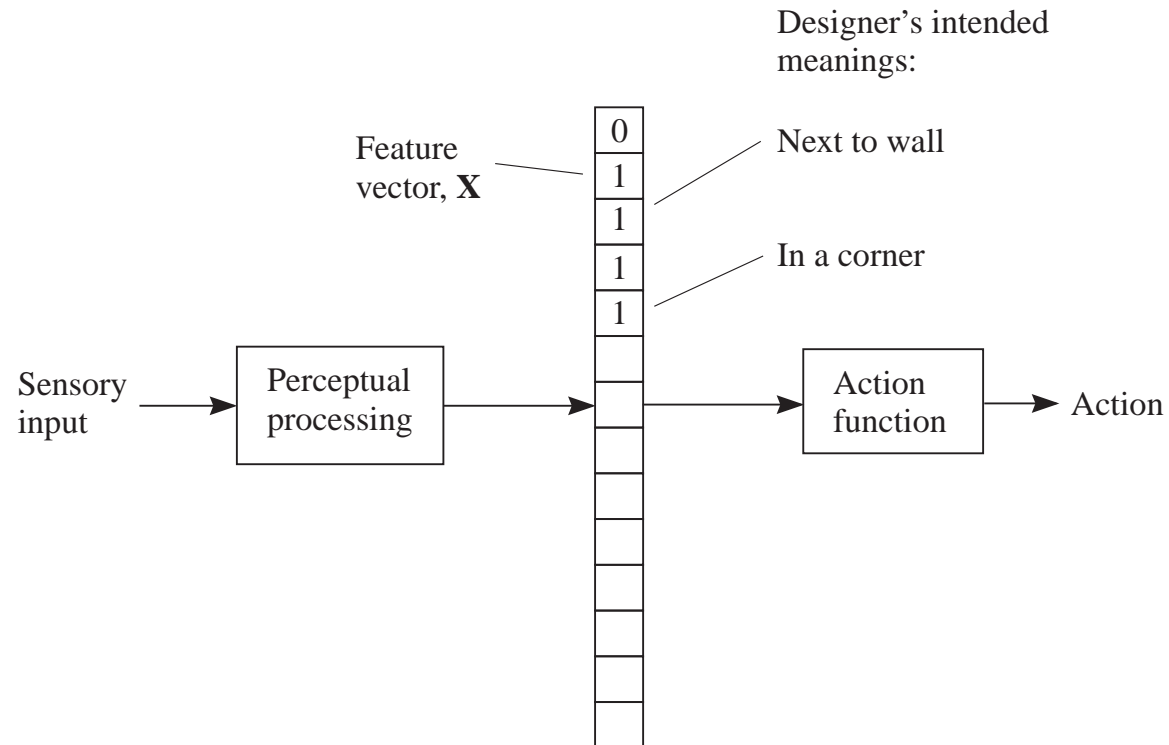 Designer’s intended
meanings:
Feature
vector, X
0
1
1
1
1
Next to wall
In a corner
Sensory
input
Perceptual
processing
Action
function
Action